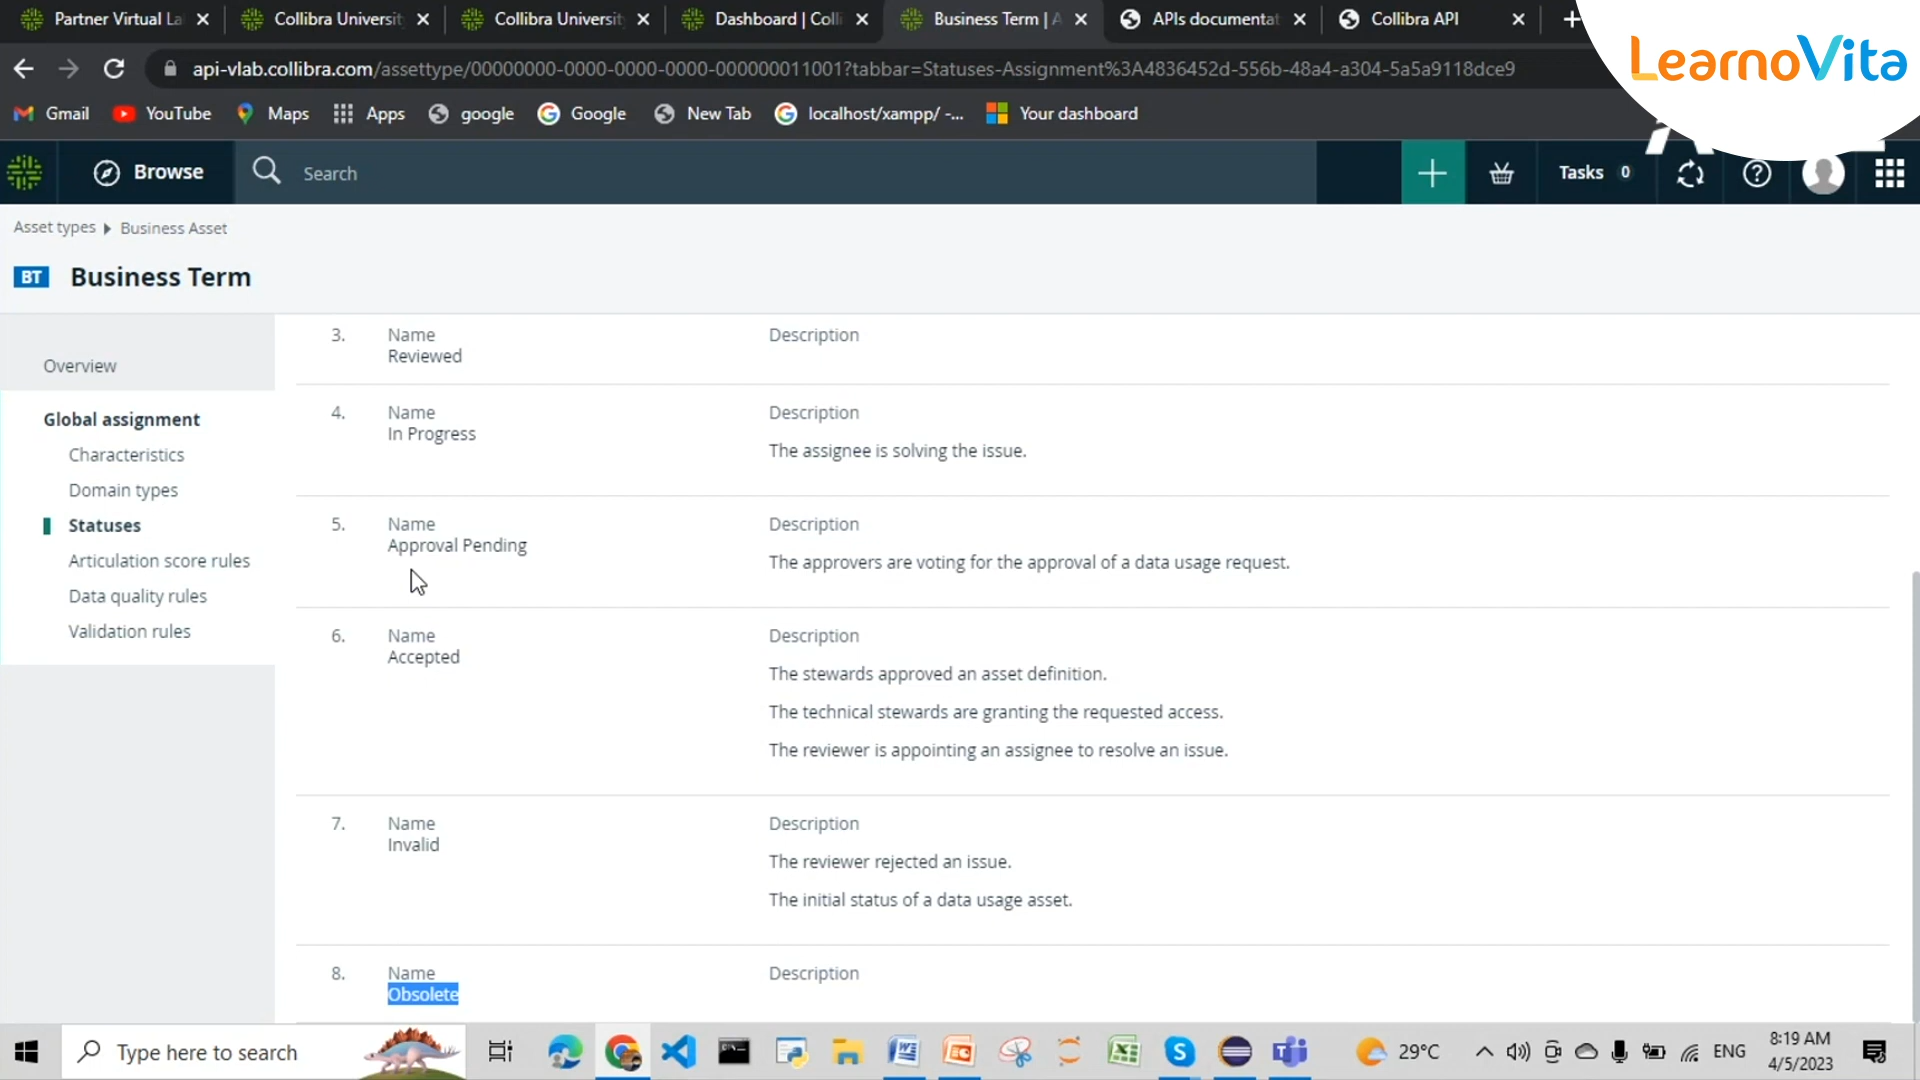 Partner Virtual La
Collibra Universit
Collibra Universit
Dashboard | Colli
Business Term | A
APIs documentat
Collibra API
LearnoVita
api-vlab.collibra.com/assettype/00000000-0000-0000-0000-000000011001?tabbar=Statuses-Assignment%3A4836452d-556b-48a4-a304-5a5a9118dce9
Gmail
YouTube
Maps
Apps
google
Google
New Tab
localhost/xampp/ -...
Your dashboard
Browse
Search
Tasks 0
Asset types
Business Asset
BT
Business Term
Overview
Global assignment
Characteristics
Domain types
Statuses
Articulation score rules
Data quality rules
Validation rules
3. Name Description
Reviewed
4. Name Description
In Progress
The assignee is solving the issue.
5. Name Description
Approval Pending
The approvers are voting for the approval of a data usage request.
6. Name Description
Accepted
The stewards approved an asset definition.
The technical stewards are granting the requested access.
The reviewer is appointing an assignee to resolve an issue.
7. Name Description
Invalid
The reviewer rejected an issue.
The initial status of a data usage asset.
8. Name Description
Obsolete
Type here to search
29°C
ENG
8:19 AM
4/5/2023